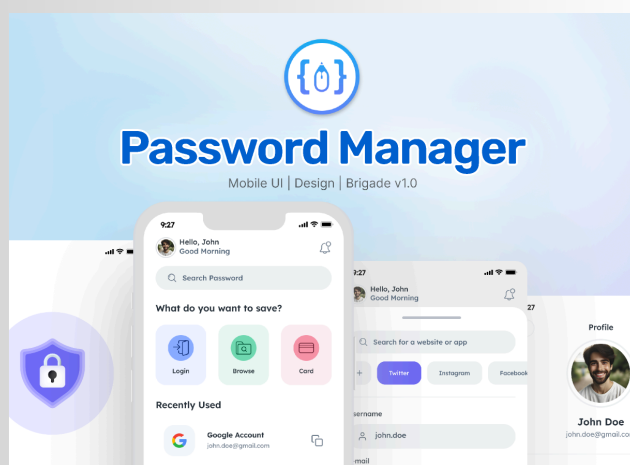 Password Manager
Mobile UI | Design | Brigade v1.0
9:27
Hello, John
Good Morning
Search Password
What do you want to save?
Login
Browse
Card
Recently Used
Google Account
john.doe@gmail.com
9:27
Hello, John
Good Morning
Search for a website or app
Twitter
Instagram
Facebook
sername
john.doe
mail
27
Profile
John Doe
john.doe@gmail.co